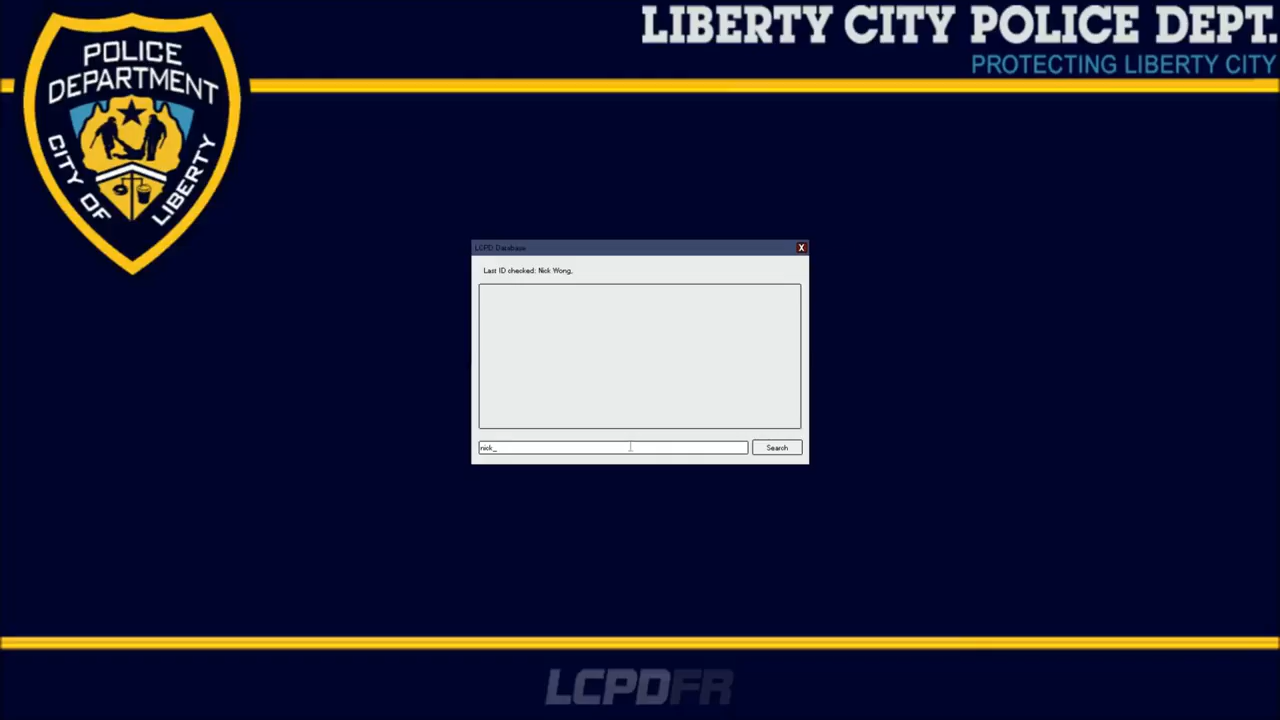 LIBERTY CITY POLICE DEPT.
PROTECTING LIBERTY CITY
POLICE
DEPARTMENT
CITY OF LIBERTY
LCPD Database
X
Last ID checked: Nick Wong,
nick_
Search
LCPDFR